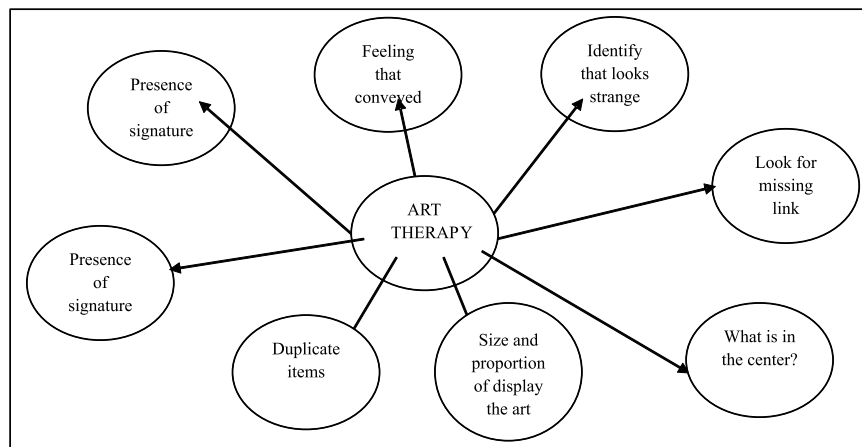 Feeling
that
conveyed
Identify
that looks
strange
Presence
of
signature
Look for
missing
link
ART
THERAPY
Presence
of
signature
Duplicate
items
Size and
proportion
of display
the art
What is in
the center?